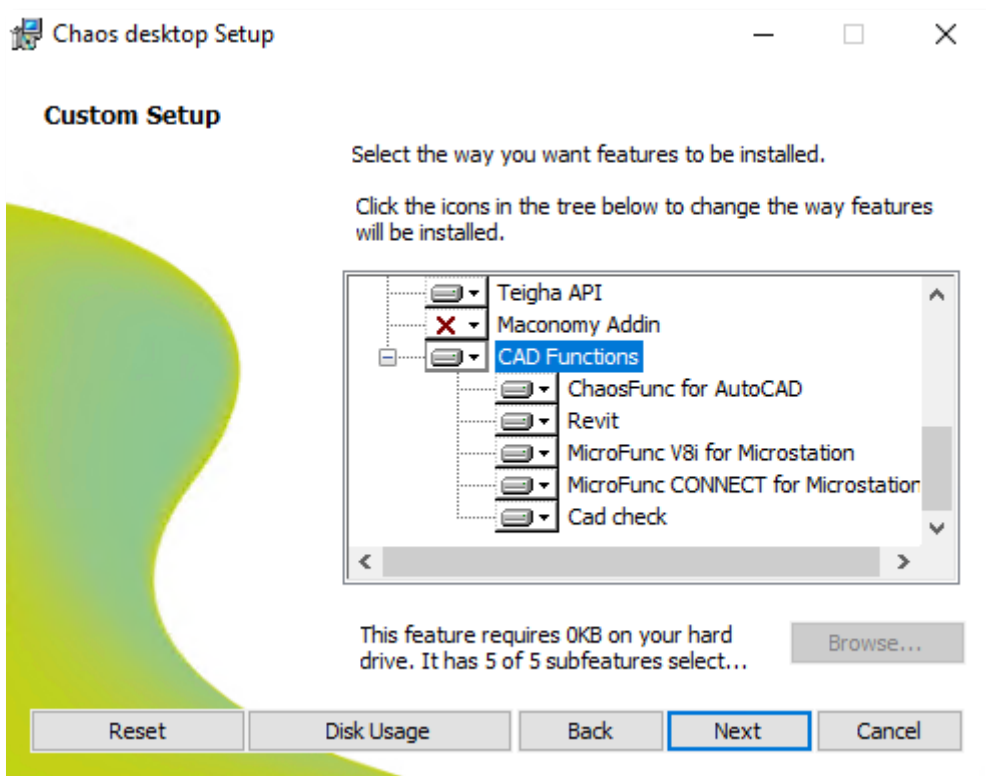 Chaos desktop Setup
Custom Setup
Select the way you want features to be installed.
Click the icons in the tree below to change the way features
will be installed.
Teigha API
Maconomy Addin
CAD Functions
ChaosFunc for AutoCAD
Revit
MicroFunc V8i for Microstation
MicroFunc CONNECT for Microstation
Cad check
This feature requires 0KB on your hard
drive. It has 5 of 5 subfeatures select...
Browse...
Reset
Disk Usage
Back
Next
Cancel